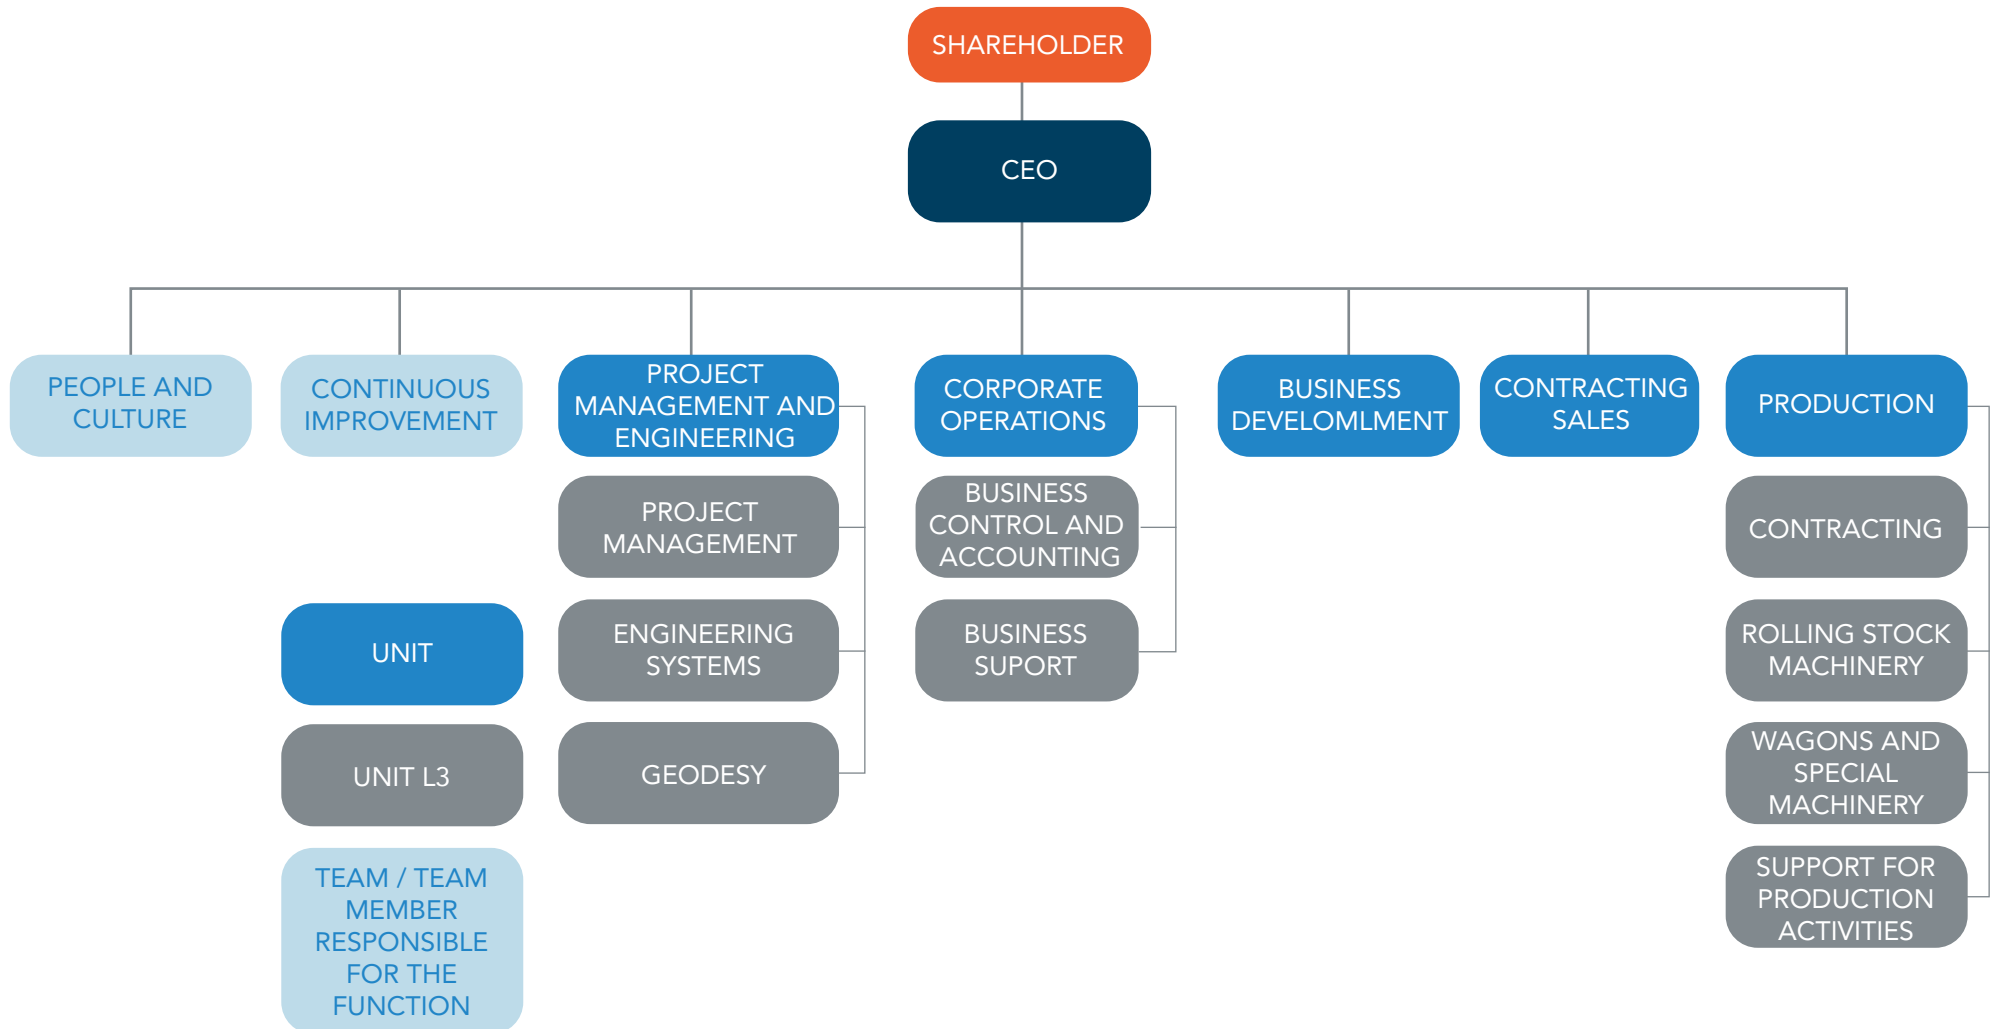 SHAREHOLDER
CEO
PEOPLE AND
CULTURE
CONTINUOUS
IMPROVEMENT
PROJECT
MANAGEMENT AND
ENGINEERING
CORPORATE
OPERATIONS
BUSINESS
DEVELOMLMENT
CONTRACTING
SALES
PRODUCTION
PROJECT
MANAGEMENT
BUSINESS
CONTROL AND
ACCOUNTING
CONTRACTING
UNIT
ENGINEERING
SYSTEMS
BUSINESS
SUPORT
ROLLING STOCK
MACHINERY
UNIT L3
GEODESY
WAGONS AND
SPECIAL
MACHINERY
TEAM / TEAM
MEMBER
RESPONSIBLE
FOR THE
FUNCTION
SUPPORT FOR
PRODUCTION
ACTIVITIES